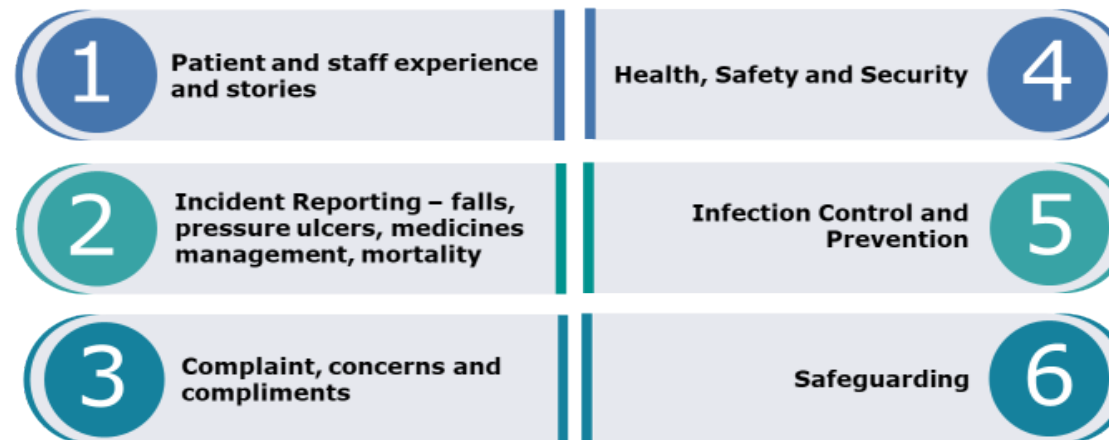 1
Patient and staff experience
and stories
2
Incident Reporting – falls,
pressure ulcers, medicines
management, mortality
3
Complaint, concerns and
compliments
Health, Safety and Security
4
Infection Control and
Prevention
5
Safeguarding
6